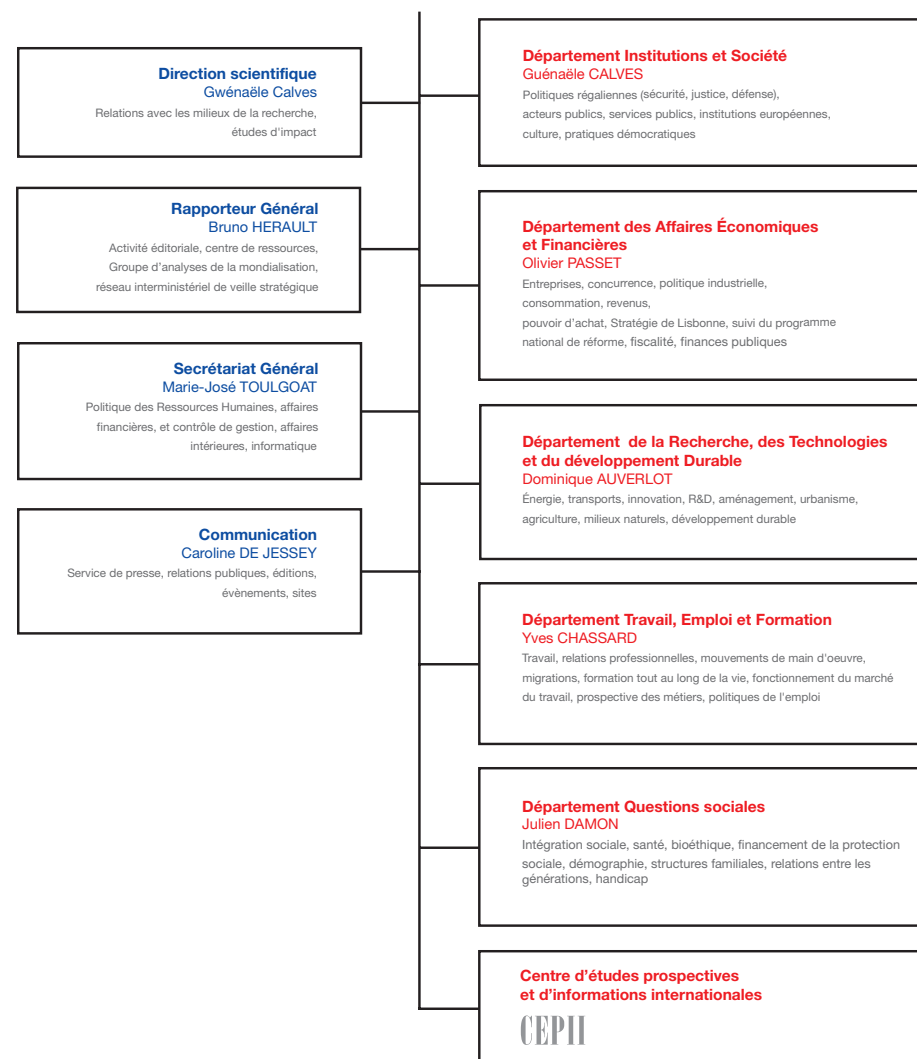 Direction scientifique
Gwénaële Calves
Relations avec les milieux de la recherche,
études d'impact
Rapporteur Général
Bruno HERAULT
Activité éditoriale, centre de ressources,
Groupe d'analyses de la mondialisation,
réseau interministériel de veille stratégique
Secrétariat Général
Marie-José TOULGOAT
Politique des Ressources Humaines, affaires
financières, et contrôle de gestion, affaires
intérieures, informatique
Communication
Caroline DE JESSEY
Service de presse, relations publiques, éditions,
évènements, sites
Département Institutions et Société
Guénaële CALVES
Politiques régaliennes (sécurité, justice, défense),
acteurs publics, services publics, institutions européennes,
culture, pratiques démocratiques
Département des Affaires Économiques
et Financières
Olivier PASSET
Entreprises, concurrence, politique industrielle,
consommation, revenus,
pouvoir d'achat, Stratégie de Lisbonne, suivi du programme
national de réforme, fiscalité, finances publiques
Département de la Recherche, des Technologies
et du développement Durable
Dominique AUVERLOT
Énergie, transports, innovation, R&D, aménagement, urbanisme,
agriculture, milieux naturels, développement durable
Département Travail, Emploi et Formation
Yves CHASSARD
Travail, relations professionnelles, mouvements de main d'oeuvre,
migrations, formation tout au long de la vie, fonctionnement du marché
du travail, prospective des métiers, politiques de l'emploi
Département Questions sociales
Julien DAMON
Intégration sociale, santé, bioéthique, financement de la protection
sociale, démographie, structures familiales, relations entre les
générations, handicap
Centre d'études prospectives
et d'informations internationales
CEPII